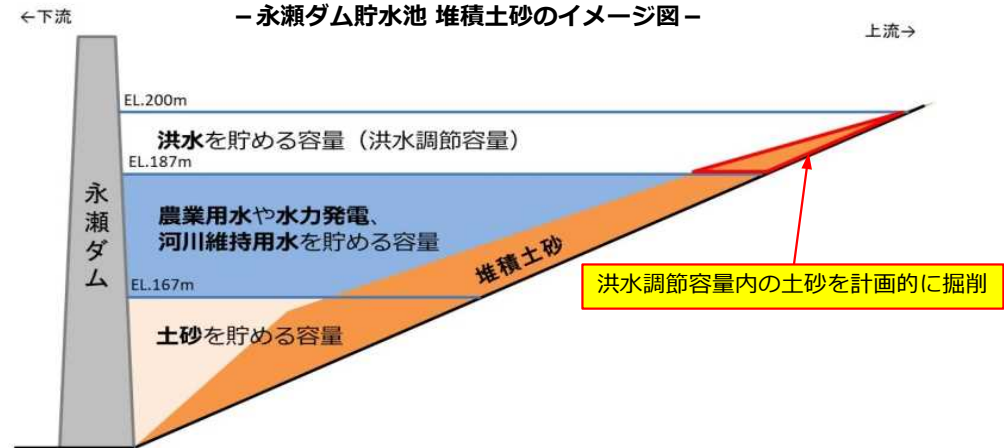 ←下流
－永瀬ダム貯水池 堆積土砂のイメージ図－
上流→
EL.200m
洪水を貯める容量（洪水調節容量）
EL.187m
永瀬ダム
農業用水や水力発電、
河川維持用水を貯める容量
堆積土砂
洪水調節容量内の土砂を計画的に掘削
EL.167m
土砂を貯める容量